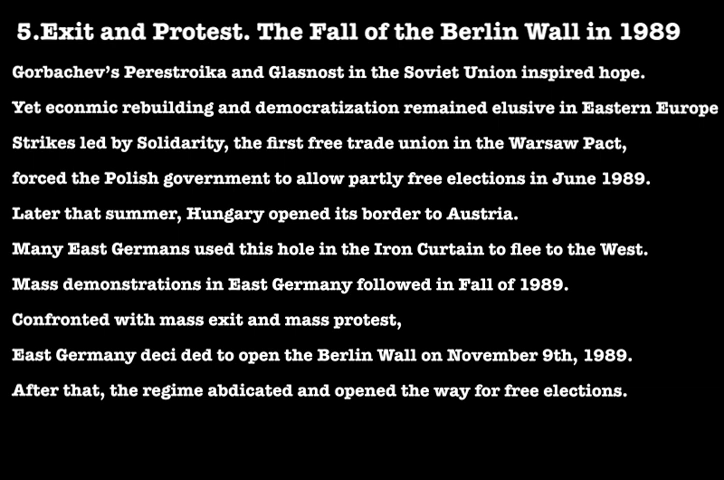 5.Exit and Protest. The Fall of the Berlin Wall in 1989
Gorbachev's Perestroika and Glasnost in the Soviet Union inspired hope.
Yet econmic rebuilding and democratization remained elusive in Eastern Europe
Strikes led by Solidarity, the first free trade union in the Warsaw Pact,
forced the Polish government to allow partly free elections in June 1989.
Later that summer, Hungary opened its border to Austria.
Many East Germans used this hole in the Iron Curtain to flee to the West.
Mass demonstrations in East Germany followed in Fall of 1989.
Confronted with mass exit and mass protest,
East Germany deci ded to open the Berlin Wall on November 9th, 1989.
After that, the regime abdicated and opened the way for free elections.